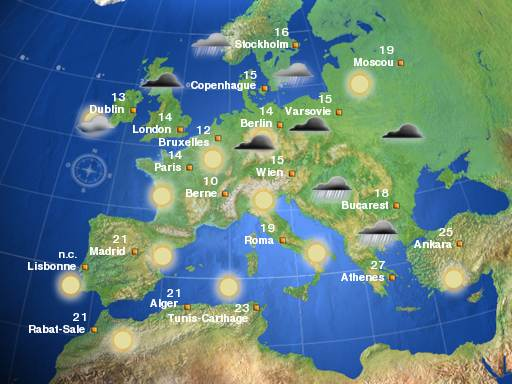 16
Stockholm
19
Moscou
15
Copenhague
13
Dublin
14
London
12
Bruxelles
14
Berlin
15
Varsovie
14
Paris
15
Wien
10
Berne
18
Bucarest
19
Roma
25
Ankara
21
Madrid
n.c.
Lisbonne
27
Athenes
21
Alger
23
Tunis-Carthage
21
Rabat-Sale